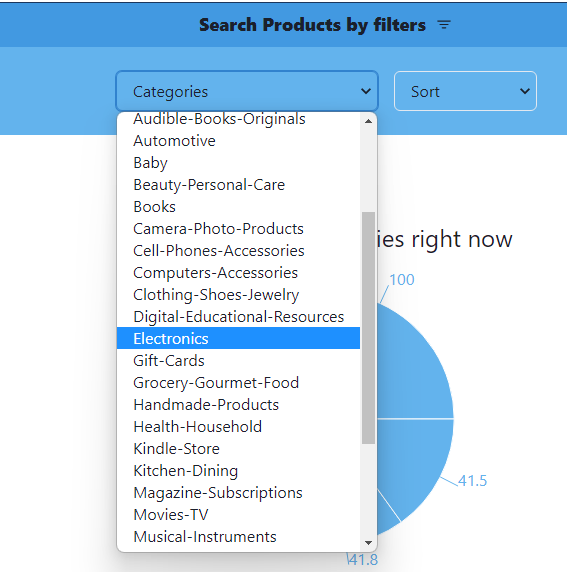 Search Products by filters
Categories
Sort
Audible-Books-Originals
Automotive
Baby
Beauty-Personal-Care
Books
Camera-Photo-Products
Cell-Phones-Accessories
Computers-Accessories
Clothing-Shoes-Jewelry
Digital-Educational-Resources
Electronics
Gift-Cards
Grocery-Gourmet-Food
Handmade-Products
Health-Household
Kindle-Store
Kitchen-Dining
Magazine-Subscriptions
Movies-TV
Musical-Instruments
ies right now
100
41.5
41.8